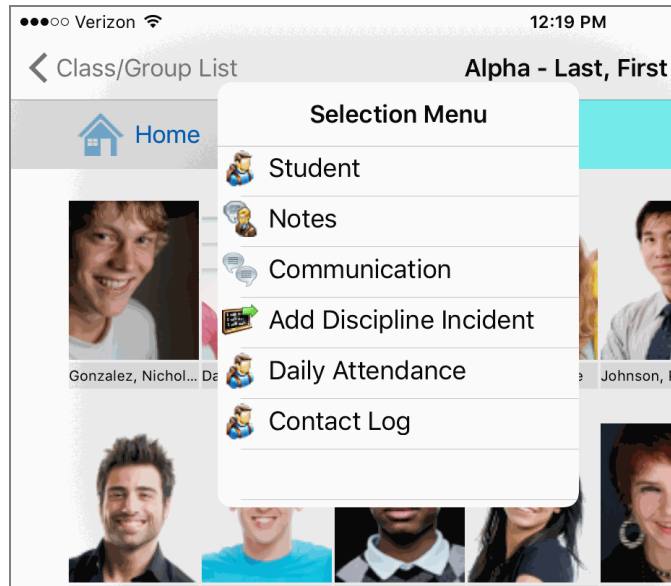 Verizon 12:19 PM
Class/Group List Alpha - Last, First
Selection Menu
Home
Student
Notes
Communication
Add Discipline Incident
Daily Attendance
Contact Log
Gonzalez, Nichol... Da e Johnson,